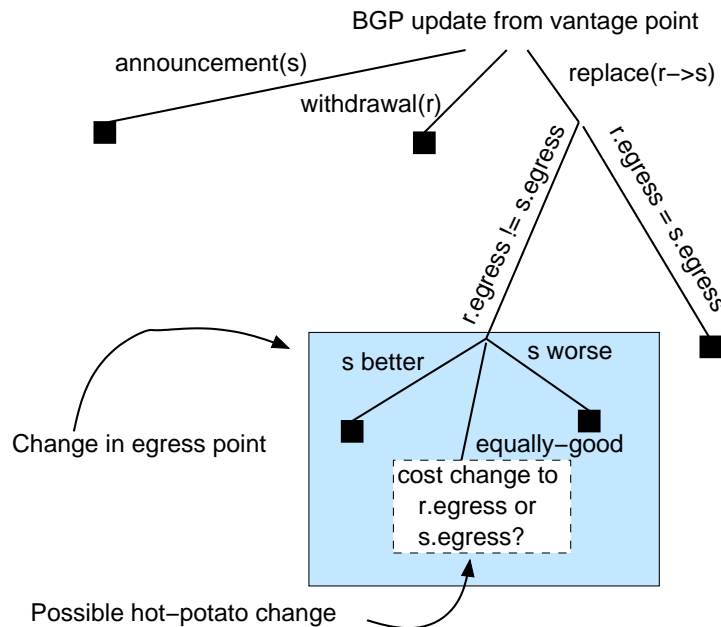 BGP update from vantage point
announcement(s)
withdrawal(r)
replace(r−>s)
r.egress != s.egress
r.egress = s.egress
s better
s worse
equally−good
cost change to
r.egress or
s.egress?
Change in egress point
Possible hot−potato change